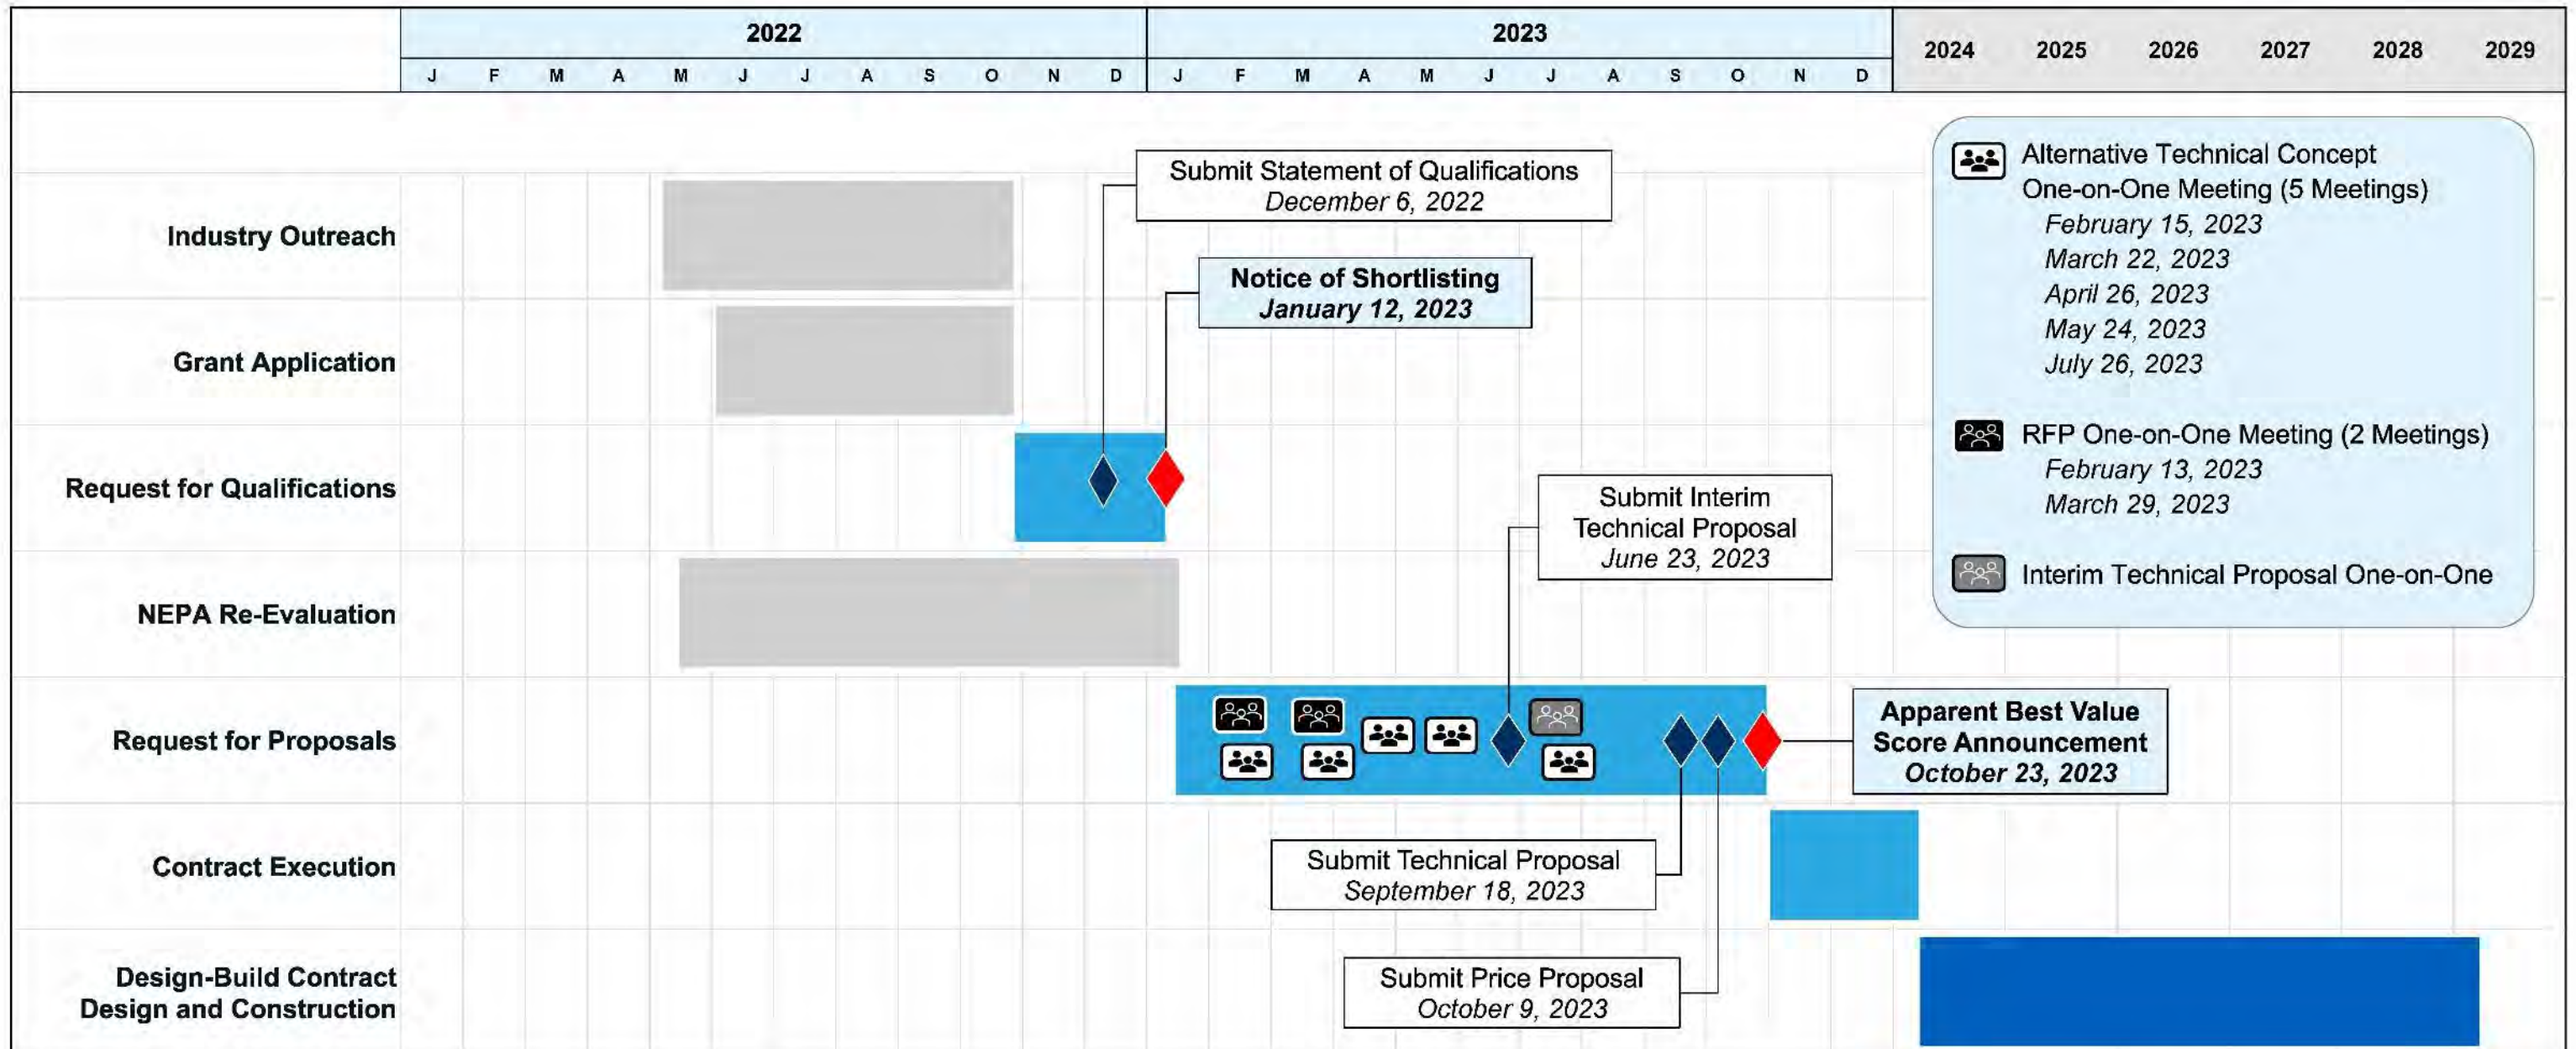 2022
2023
2024 2025 2026 2027 2028 2029
J F M A M J J A S O N D J F M A M J J A S O N D
Submit Statement of Qualifications
December 6, 2022
Notice of Shortlisting
January 12, 2023
Alternative Technical Concept
One-on-One Meeting (5 Meetings)
February 15, 2023
March 22, 2023
April 26, 2023
May 24, 2023
July 26, 2023
RFP One-on-One Meeting (2 Meetings)
February 13, 2023
March 29, 2023
Interim Technical Proposal One-on-One
Industry Outreach
Grant Application
Request for Qualifications
Submit Interim
Technical Proposal
June 23, 2023
NEPA Re-Evaluation
Request for Proposals
Apparent Best Value
Score Announcement
October 23, 2023
Contract Execution
Submit Technical Proposal
September 18, 2023
Design-Build Contract
Design and Construction
Submit Price Proposal
October 9, 2023